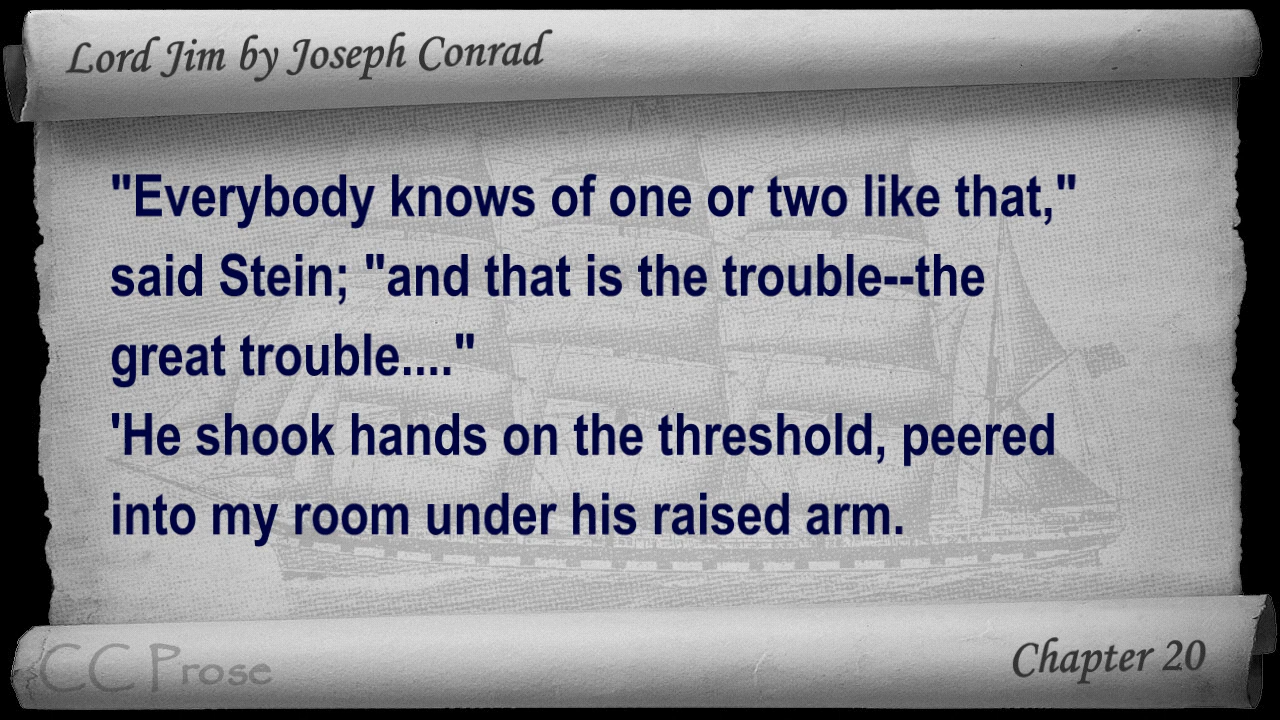 Lord Jim by Joseph Conrad
"Everybody knows of one or two like that,"
said Stein; "and that is the trouble--the
great trouble...."
'He shook hands on the threshold, peered
into my room under his raised arm.
CC Prose
Chapter 20